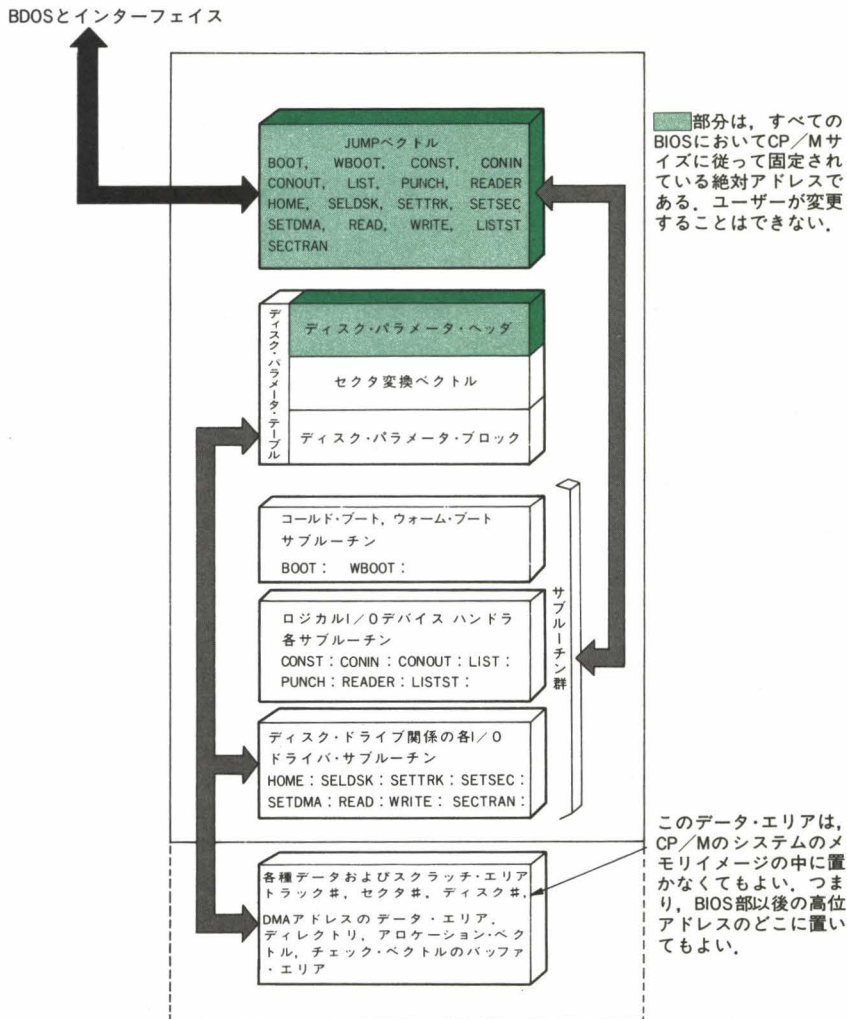 BDOSとインターフェイス
JUMPベクトル
BOOT, WBOOT, CONST, CONIN
CONOUT, LIST, PUNCH, READER
HOME, SELDSK, SETTRK, SETSEC
SETDMA, READ, WRITE, LISTST
SECTRAN
部分は，すべての
BIOSにおいてCP／Mサ
イズに従って固定され
ている絶対アドレスで
ある．ユーザーが変更
することはできない．
ディスク・パラメータ・テーブル
ディスク・パラメータ・ヘッダ
セクタ変換ベクトル
ディスク・パラメータ・ブロック
コールド・ブート，ウォーム・ブート
サブルーチン
BOOT： WBOOT：
ロジカルI／Oデバイス ハンドラ
各サブルーチン
CONST：CONIN：CONOUT：LIST：
PUNCH：READER：LISTST：
サブルーチン群
ディスク・ドライブ関係の各I／O
ドライバ・サブルーチン
HOME：SELDSK：SETTRK：SETSEC：
SETDMA：READ：WRITE：SECTRAN：
各種データおよびスクラッチ・エリア
トラック＃，セクタ＃，ディスク＃，
DMAアドレスのデータ・エリア．
ディレクトリ，アロケーション・ベク
トル，チェック・ベクトルのバッファ
・エリア
このデータ・エリアは，
CP／Mのシステムのメ
モリイメージの中に置
かなくてもよい．つま
り，BIOS部以後の高位
アドレスのどこに置い
てもよい．